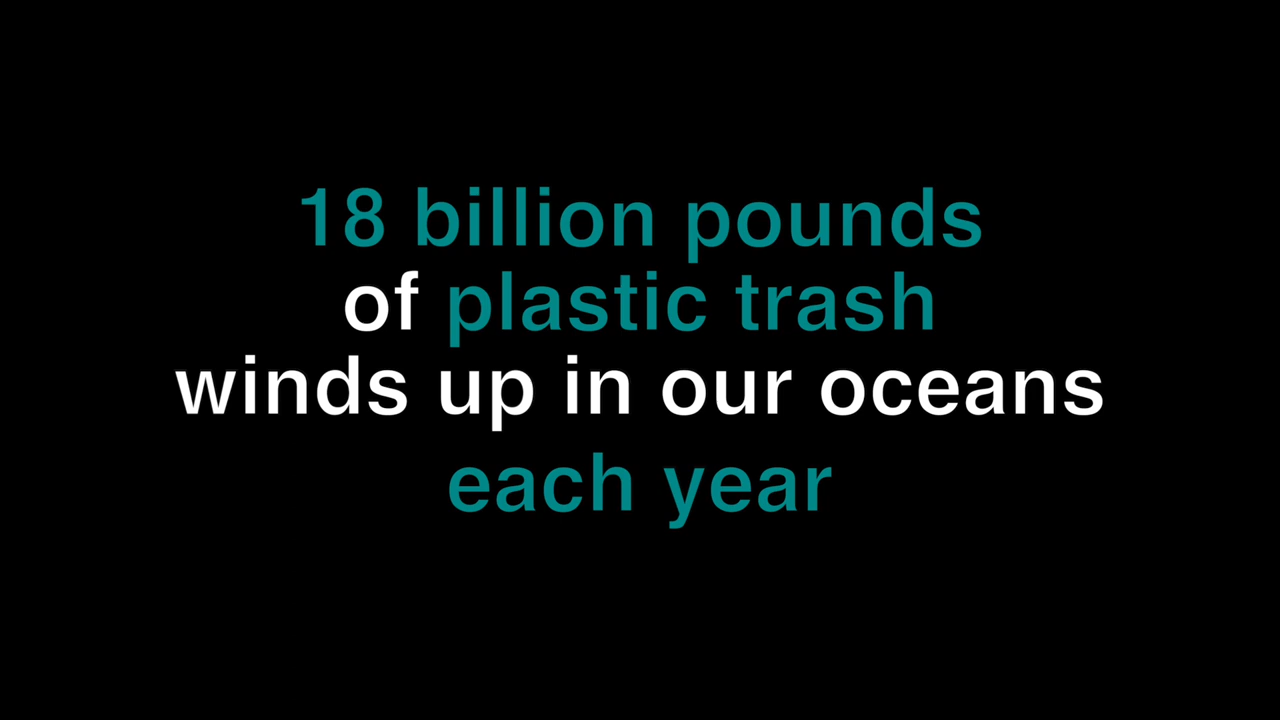 18 billion pounds
of plastic trash
winds up in our oceans
each year